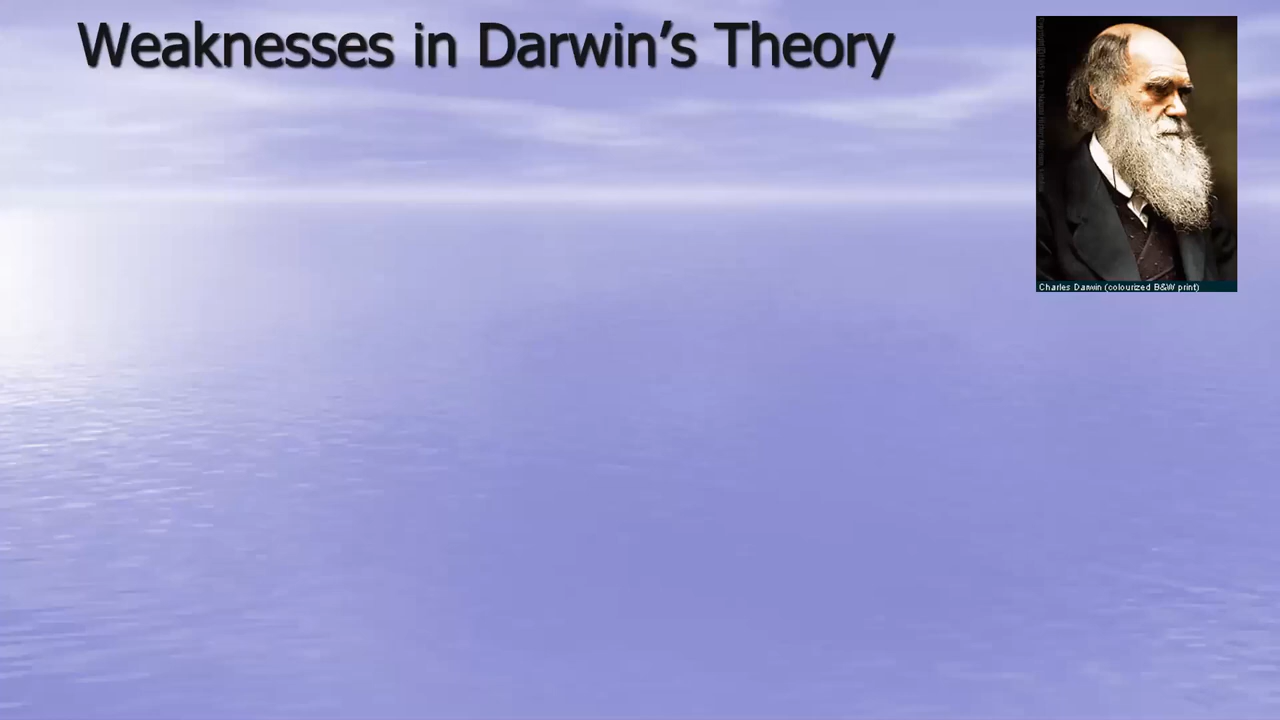 Weaknesses in Darwin's Theory
Charles Darwin (colourized B&W print)